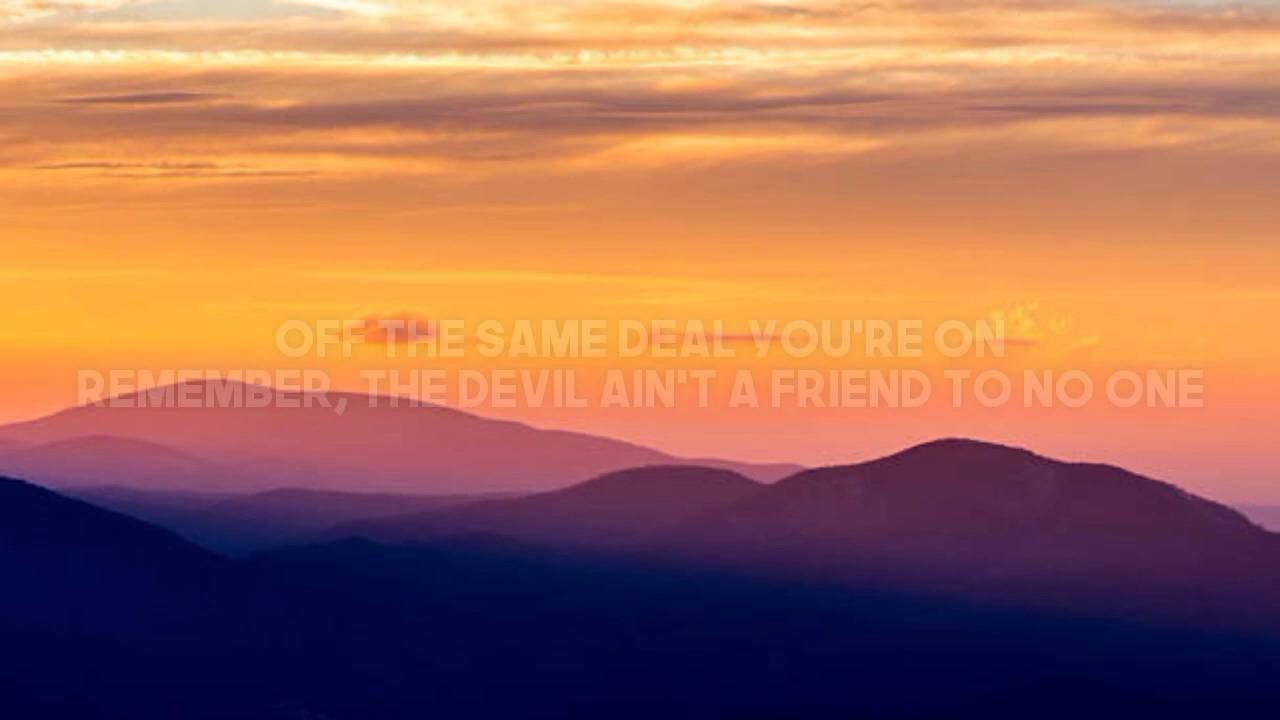 OFF THE SAME DEAL YOU'RE ON
REMEMBER, THE DEVIL AIN'T A FRIEND TO NO ONE